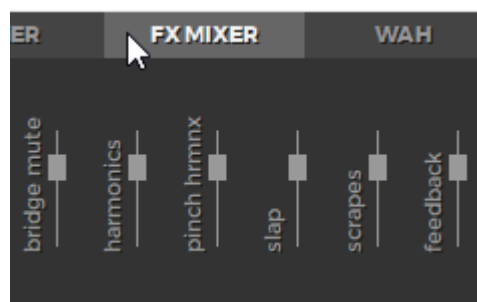 ER FX MIXER WAH
bridge mute
harmonics
pinch hrmnx
slap
scrapes
feedback